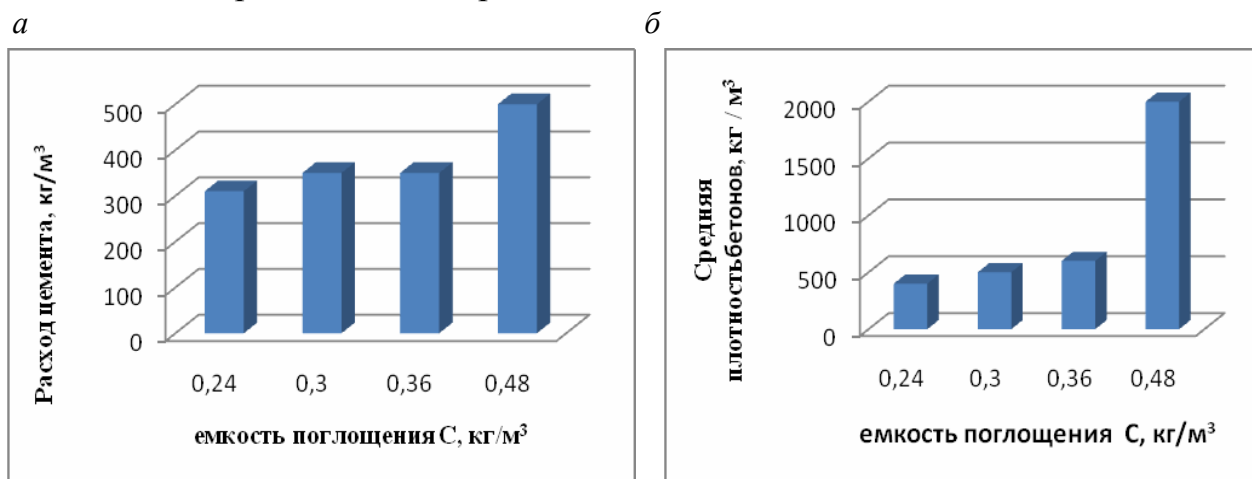 а
б
500
400
300
200
100
0
Расход цемента, кг/м³
0,24 0,3 0,36 0,48
емкость поглощения С, кг/м³
2000
1500
1000
500
0
Средняя
плотностьбетонов, кг / м³
0,24 0,3 0,36 0,48
емкость поглощения С, кг/м³